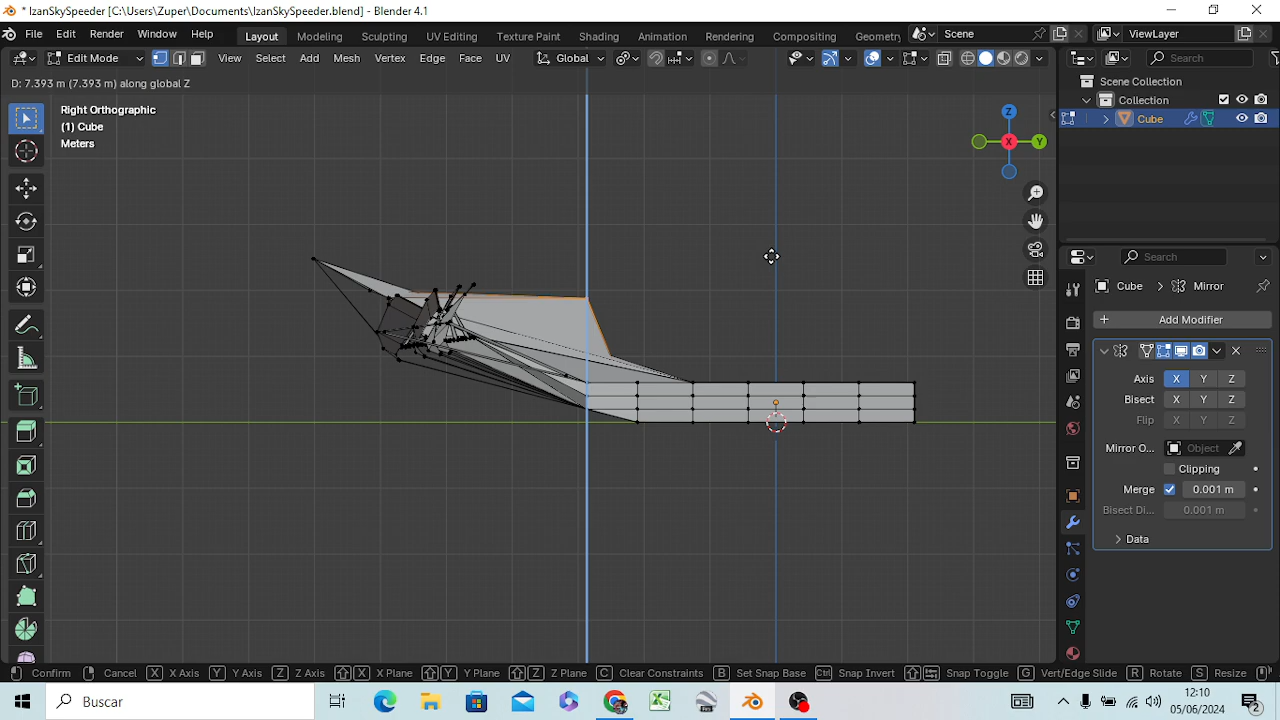 * IzanSkySpeeder [C:\Users\Zuper\Documents\IzanSkySpeeder.blend] - Blender 4.1
File Edit Render Window Help Layout Modeling Sculpting UV Editing Texture Paint Shading Animation Rendering Compositing Geometr Scene ViewLayer
Edit Mode View Select Add Mesh Vertex Edge Face UV Global Search
D: 7.393 m (7.393 m) along global Z
Right Orthographic
(1) Cube
Meters
Z
X
Y
Scene Collection
Collection
Cube
Search
Cube > Mirror
Add Modifier
Axis X Y Z
Bisect X Y Z
Flip X Y Z
Mirror O... Object
Clipping
Merge 0.001 m
Bisect Di... 0.001 m
Data
Confirm Cancel X X Axis Y Y Axis Z Z Axis X X Plane Y Y Plane Z Z Plane C Clear Constraints B Set Snap Base Ctrl Snap Invert Snap Toggle G Vert/Edge Slide R Rotate S Resize
Buscar
12:10
05/06/2024
2